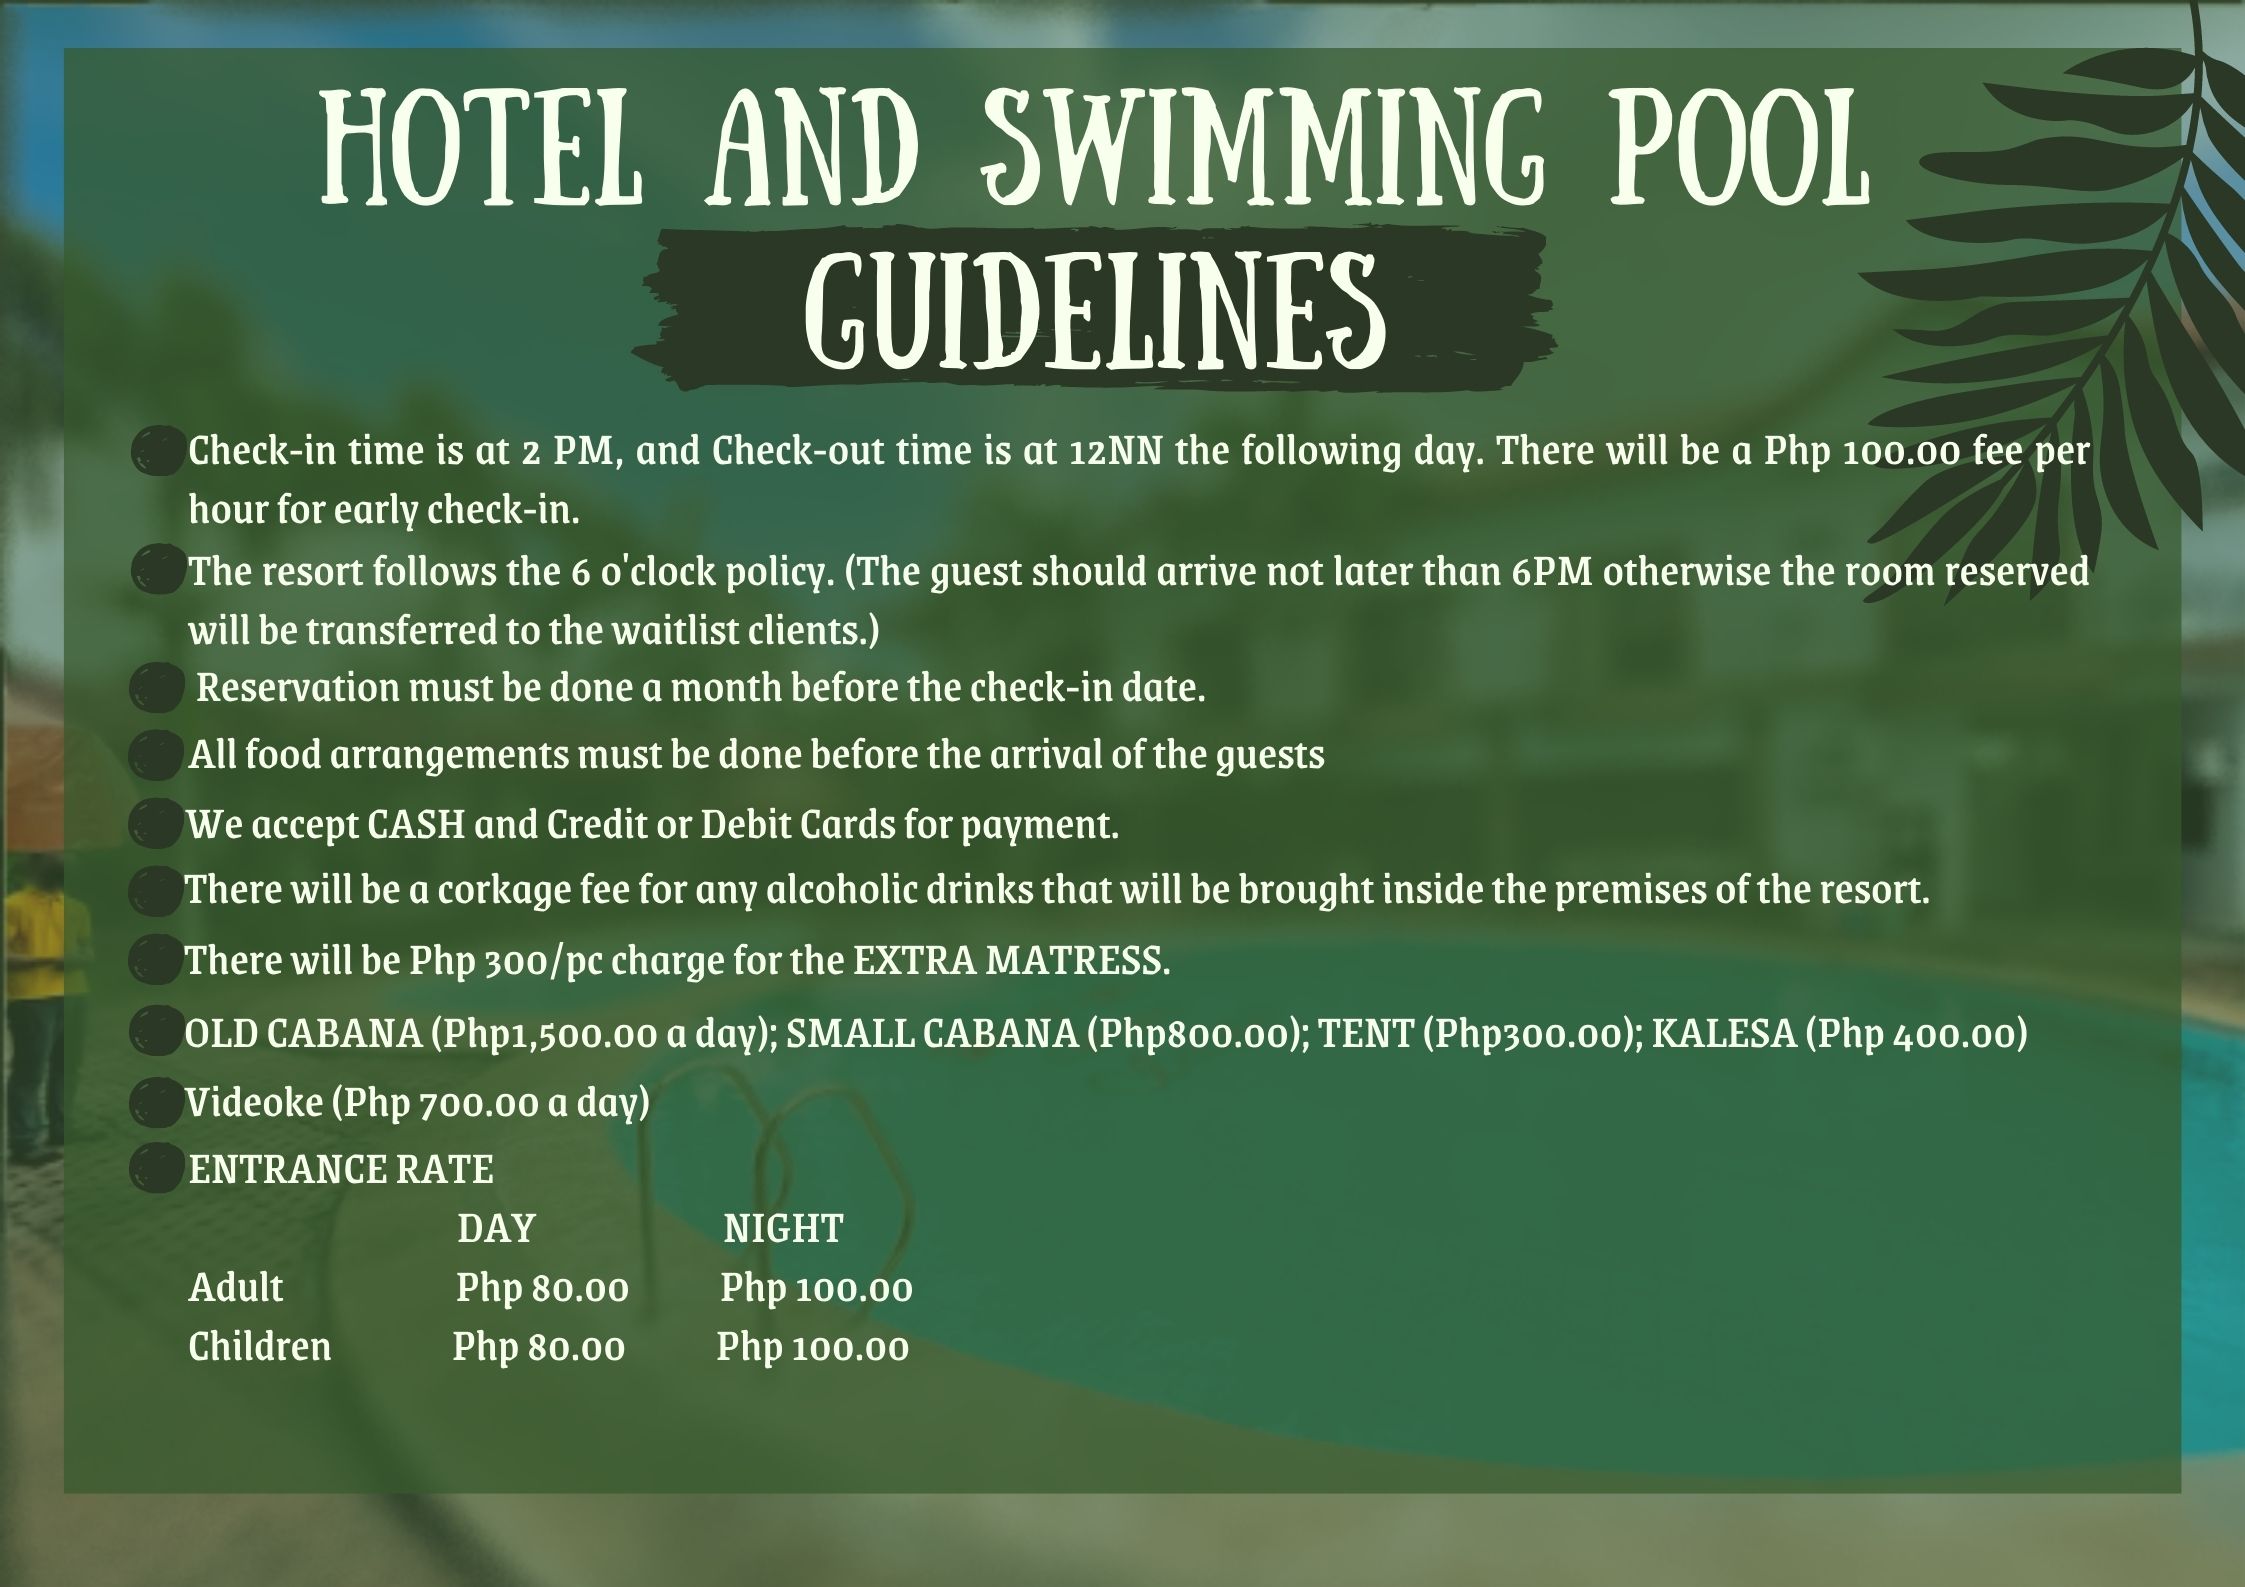 HOTEL AND SWIMMING POOL
GUIDELINES
Check-in time is at 2 PM, and Check-out time is at 12NN the following day. There will be a Php 100.00 fee per
hour for early check-in.
The resort follows the 6 o'clock policy. (The guest should arrive not later than 6PM otherwise the room reserved
will be transferred to the waitlist clients.)
Reservation must be done a month before the check-in date.
All food arrangements must be done before the arrival of the guests
We accept CASH and Credit or Debit Cards for payment.
There will be a corkage fee for any alcoholic drinks that will be brought inside the premises of the resort.
There will be Php 300/pc charge for the EXTRA MATRESS.
OLD CABANA (Php1,500.00 a day); SMALL CABANA (Php800.00); TENT (Php300.00); KALESA (Php 400.00)
Videoke (Php 700.00 a day)
ENTRANCE RATE
DAY NIGHT
Adult Php 80.00 Php 100.00
Children Php 80.00 Php 100.00